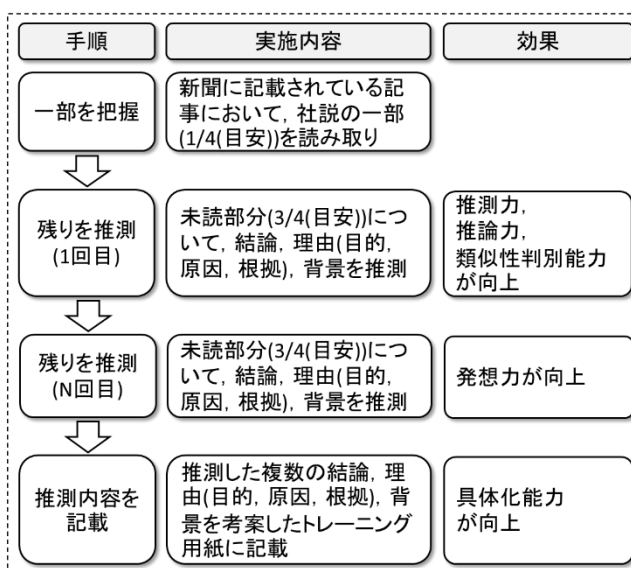 手順
実施内容
効果
一部を把握
新聞に記載されている記
事において，社説の一部
(1/4(目安))を読み取り
残りを推測
(1回目)
未読部分(3/4(目安))につ
いて，結論，理由(目的，
原因，根拠)，背景を推測
推測力，
推論力，
類似性判別能力
が向上
残りを推測
(N回目)
未読部分(3/4(目安))につ
いて，結論，理由(目的，
原因，根拠)，背景を推測
発想力が向上
推測内容を
記載
推測した複数の結論，理
由(目的，原因，根拠)，背
景を考案したトレーニング
用紙に記載
具体化能力
が向上